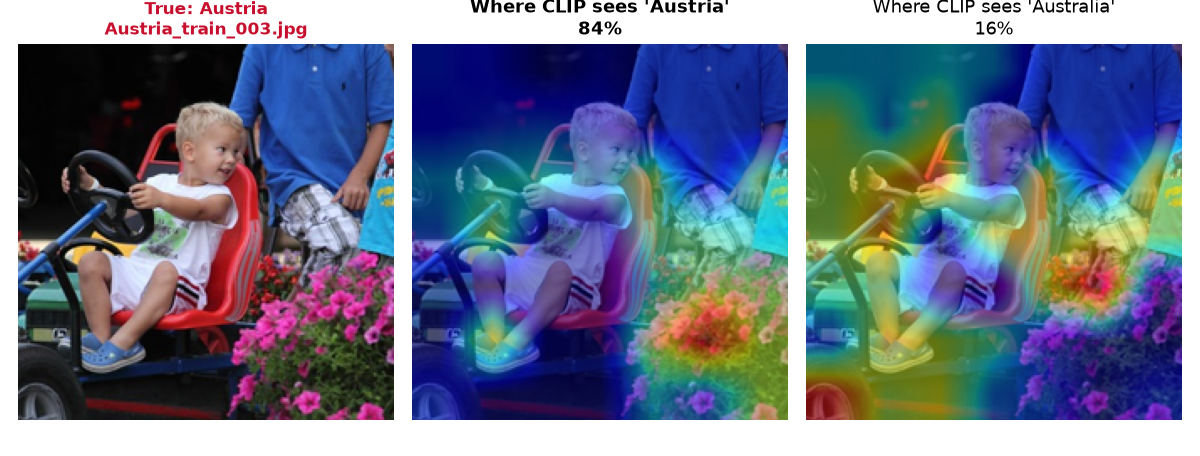 True: Austria
Austria_train_003.jpg
Where CLIP sees 'Austria'
84%
Where CLIP sees 'Australia'
16%